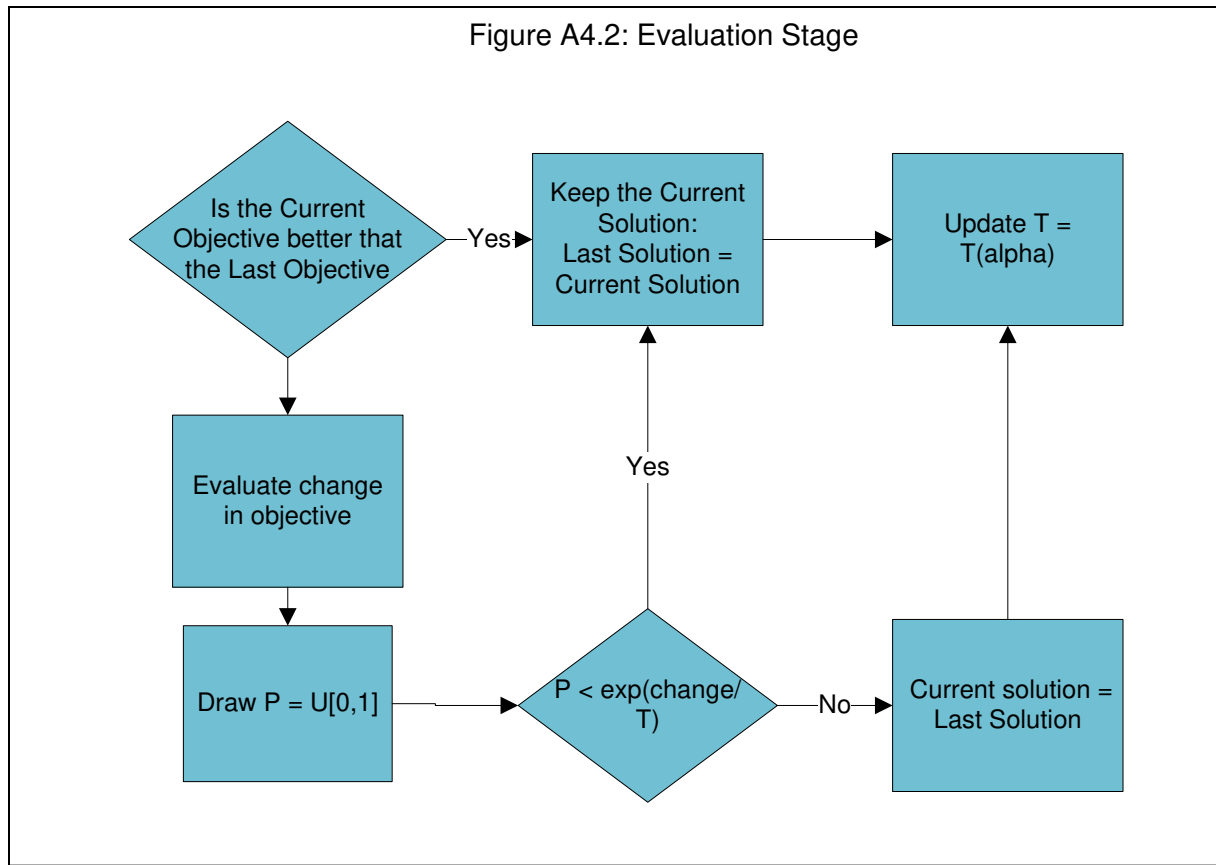 Figure A4.2: Evaluation Stage
Is the Current
Objective better that
the Last Objective
Yes
Keep the Current
Solution:
Last Solution =
Current Solution
Update T =
T(alpha)
Evaluate change
in objective
Yes
Draw P = U[0,1]
P < exp(change/
T)
No
Current solution =
Last Solution